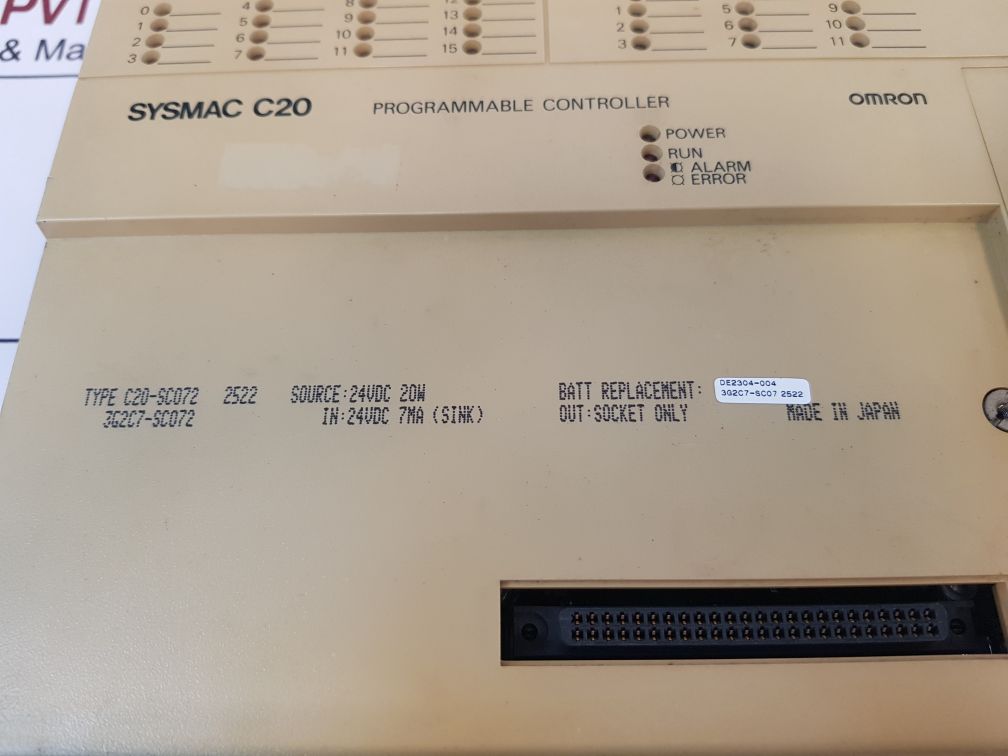 PVT
& Ma
0 4 8 12
1 5 9 13 1 5 9
2 6 10 14 2 6 10
3 7 11 15 3 7 11
SYSMAC C20 PROGRAMMABLE CONTROLLER OMRON
POWER
RUN
ALARM
ERROR
TYPE C20-SC072 2522 SOURCE:24VDC 20W BATT REPLACEMENT:
3G2C7-SC072 IN:24VDC 7MA (SINK) OUT:SOCKET ONLY MADE IN JAPAN
DE2304-004
3G2C7-SC07 2522